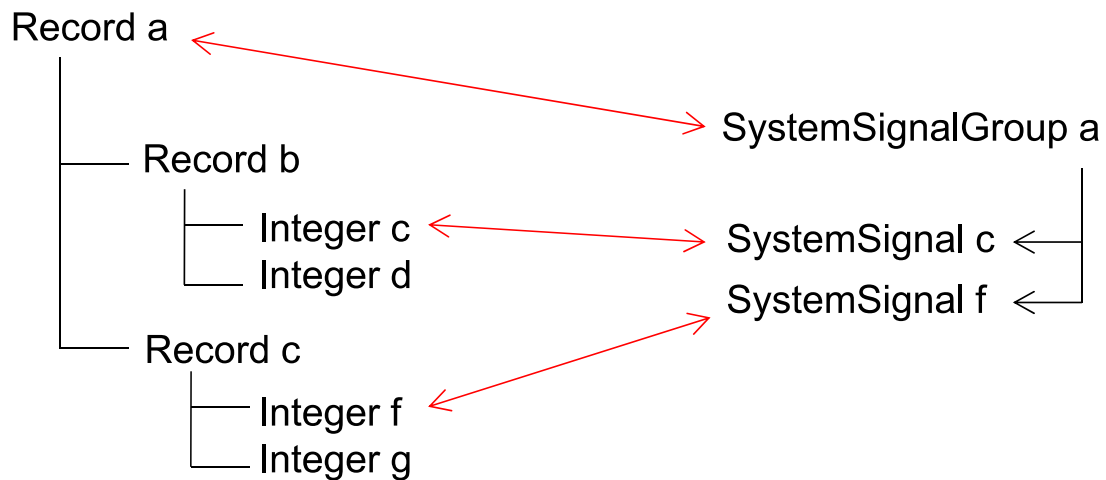 Record a
Record b
Integer c
Integer d
Record c
Integer f
Integer g
SystemSignalGroup a
SystemSignal c
SystemSignal f